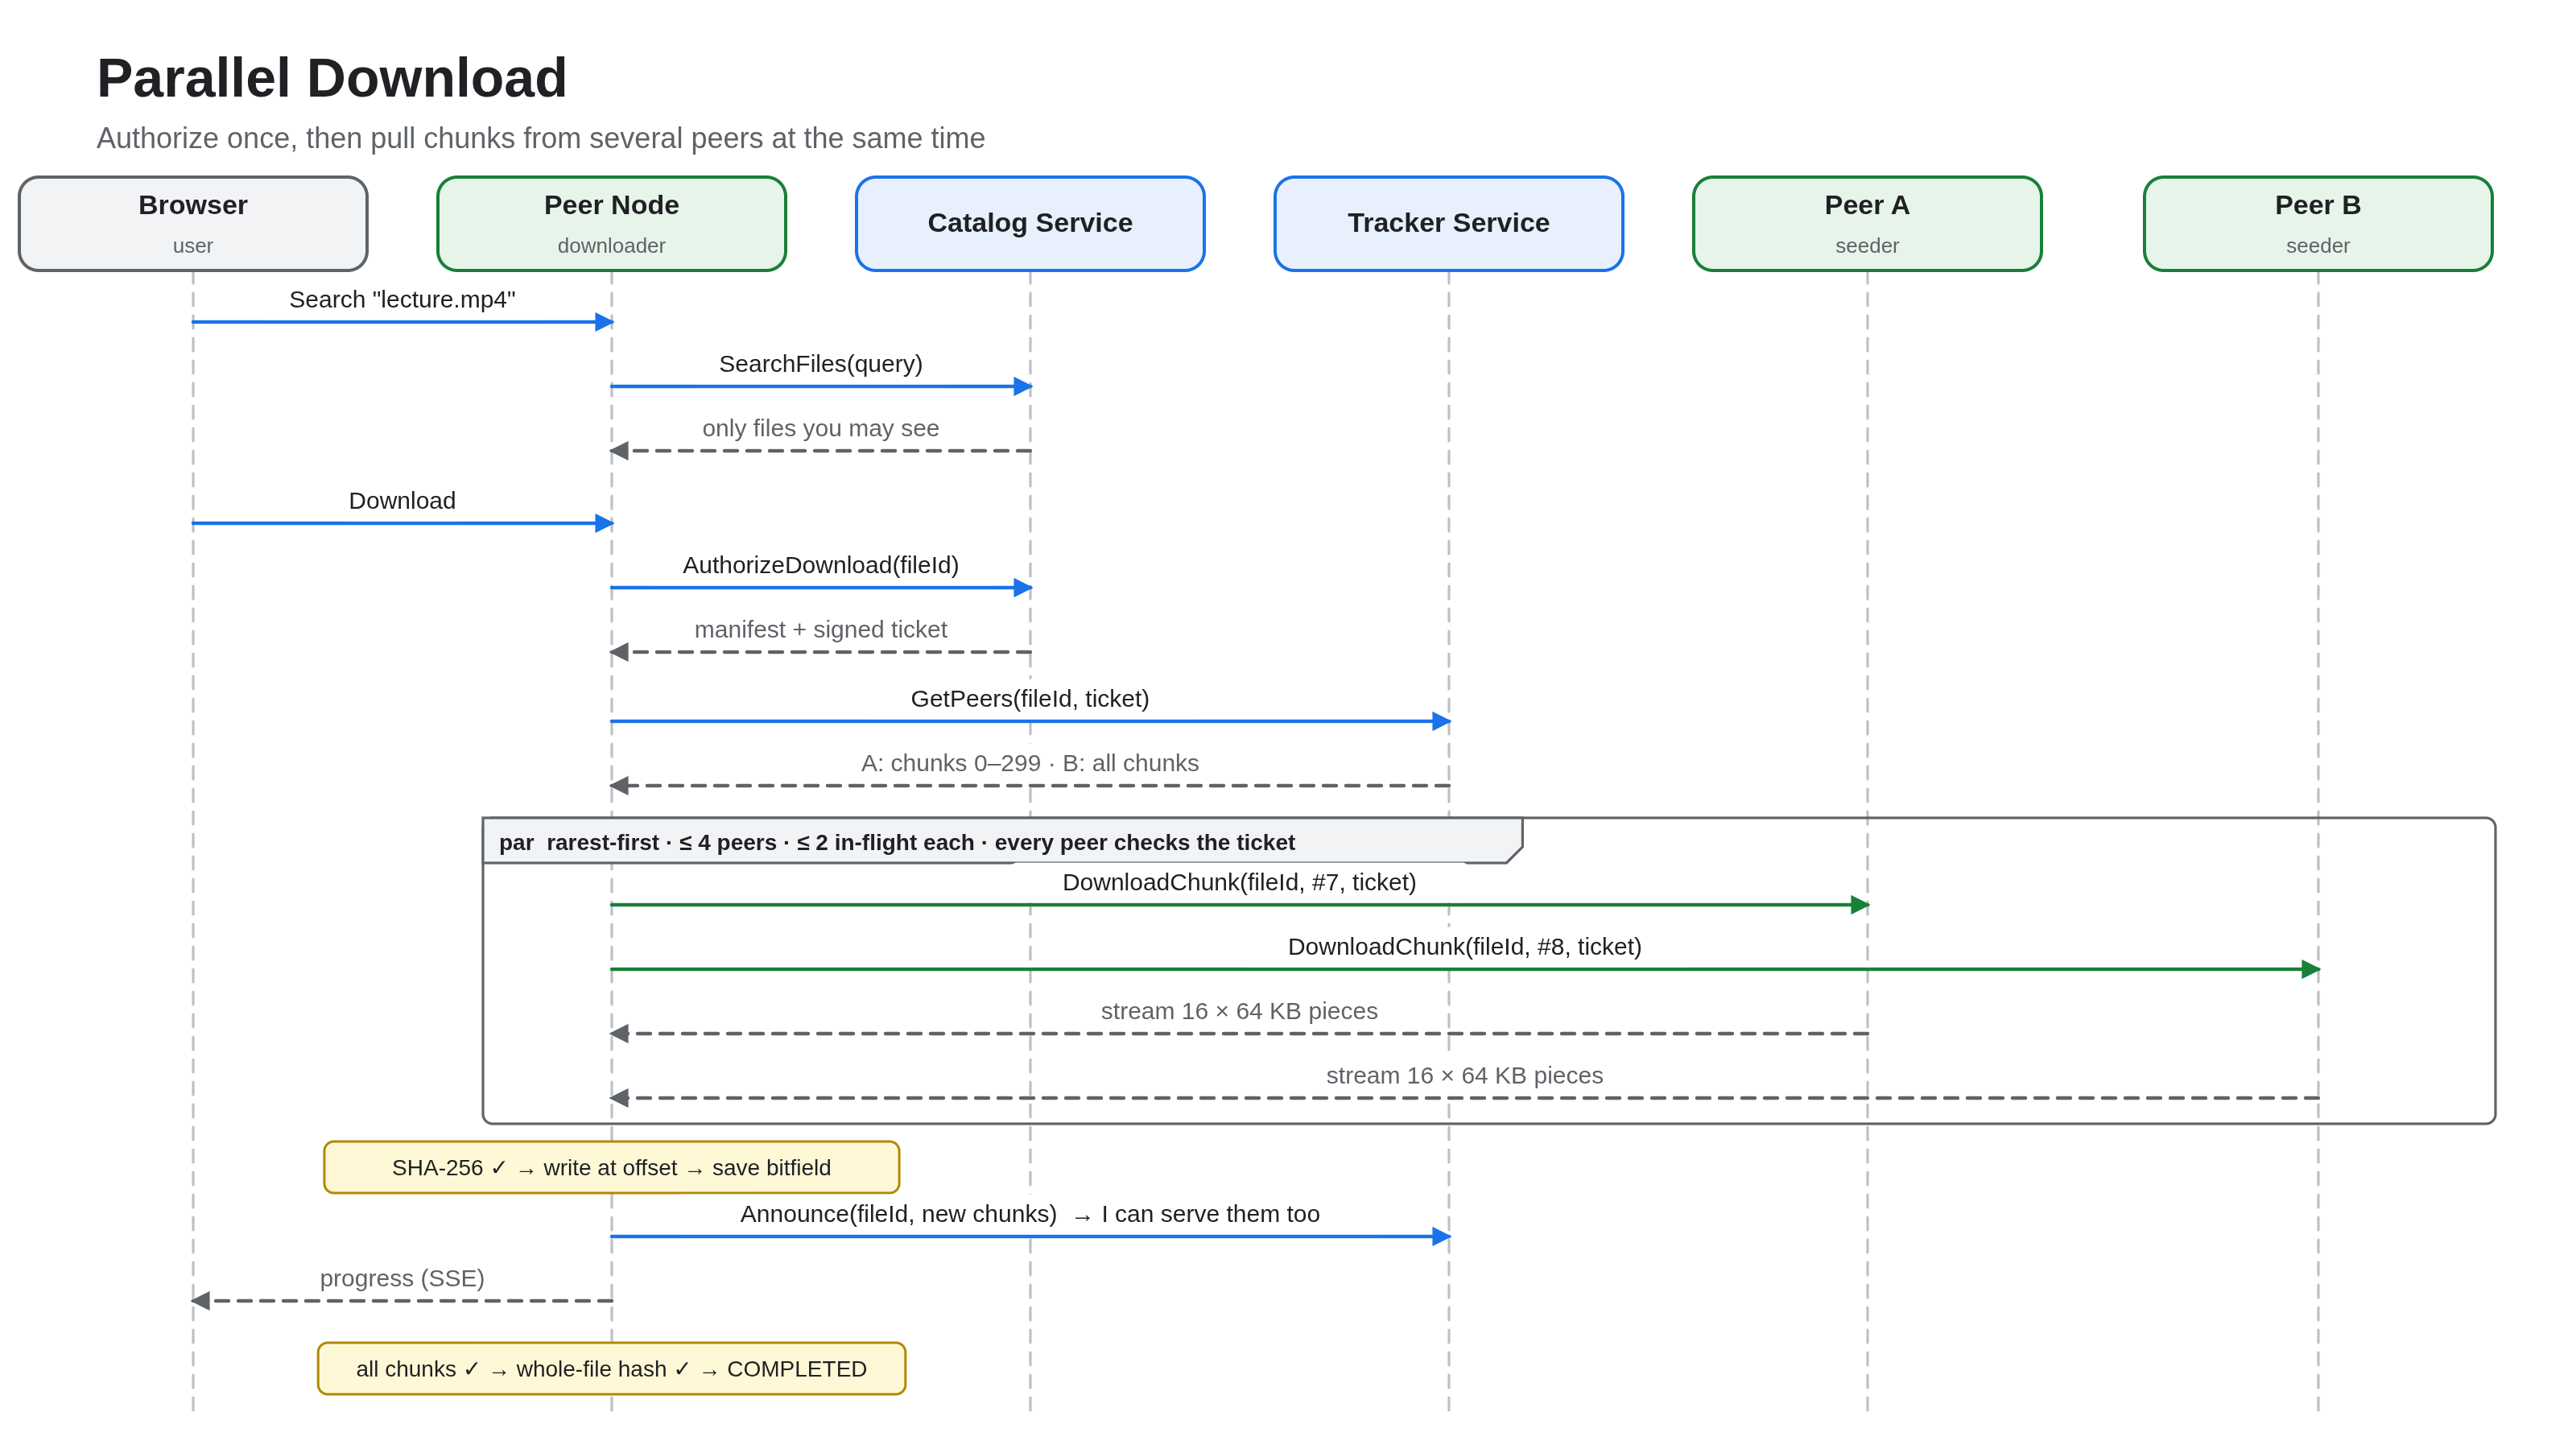 Parallel Download
Authorize once, then pull chunks from several peers at the same time
Browser
user
Peer Node
downloader
Catalog Service
Tracker Service
Peer A
seeder
Peer B
seeder
Search "lecture.mp4"
SearchFiles(query)
only files you may see
Download
AuthorizeDownload(fileId)
manifest + signed ticket
GetPeers(fileId, ticket)
A: chunks 0–299 · B: all chunks
par rarest-first · ≤ 4 peers · ≤ 2 in-flight each · every peer checks the ticket
DownloadChunk(fileId, #7, ticket)
DownloadChunk(fileId, #8, ticket)
stream 16 × 64 KB pieces
stream 16 × 64 KB pieces
SHA-256 ✓ → write at offset → save bitfield
Announce(fileId, new chunks) → I can serve them too
progress (SSE)
all chunks ✓ → whole-file hash ✓ → COMPLETED